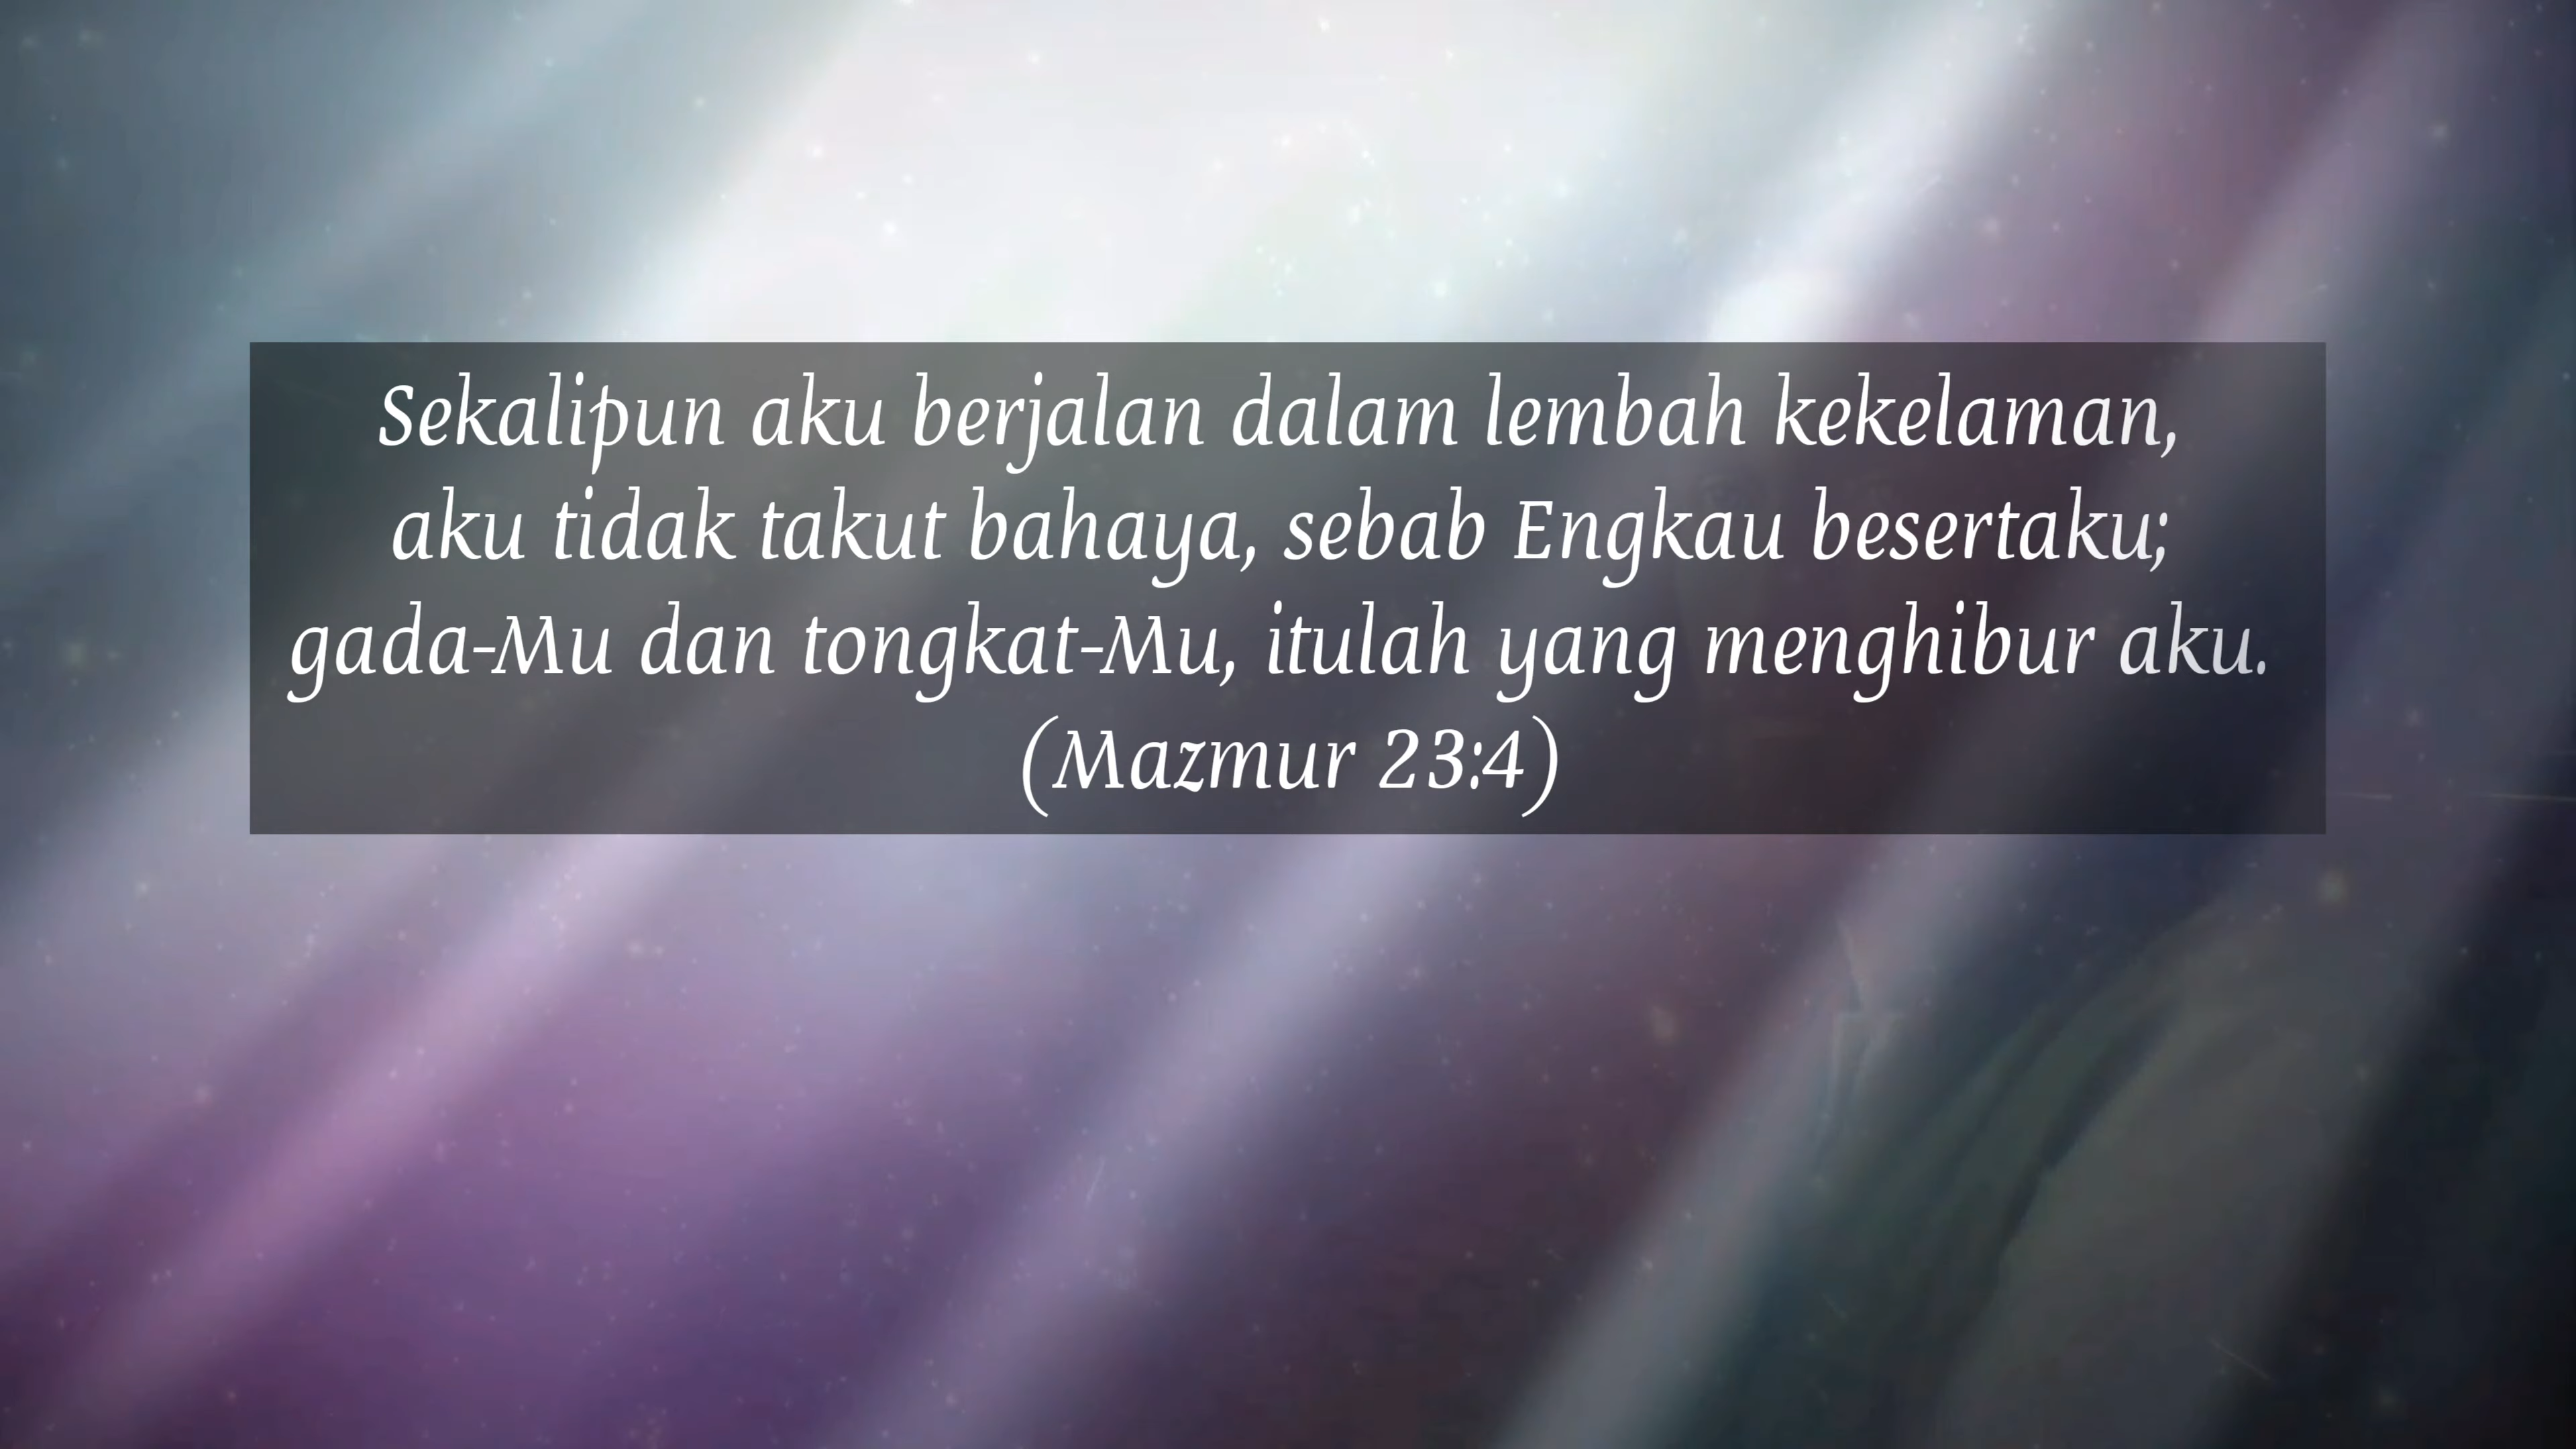 Sekalipun aku berjalan dalam lembah kekelaman,
aku tidak takut bahaya, sebab Engkau besertaku;
gada-Mu dan tongkat-Mu, itulah yang menghibur aku.
(Mazmur 23:4)